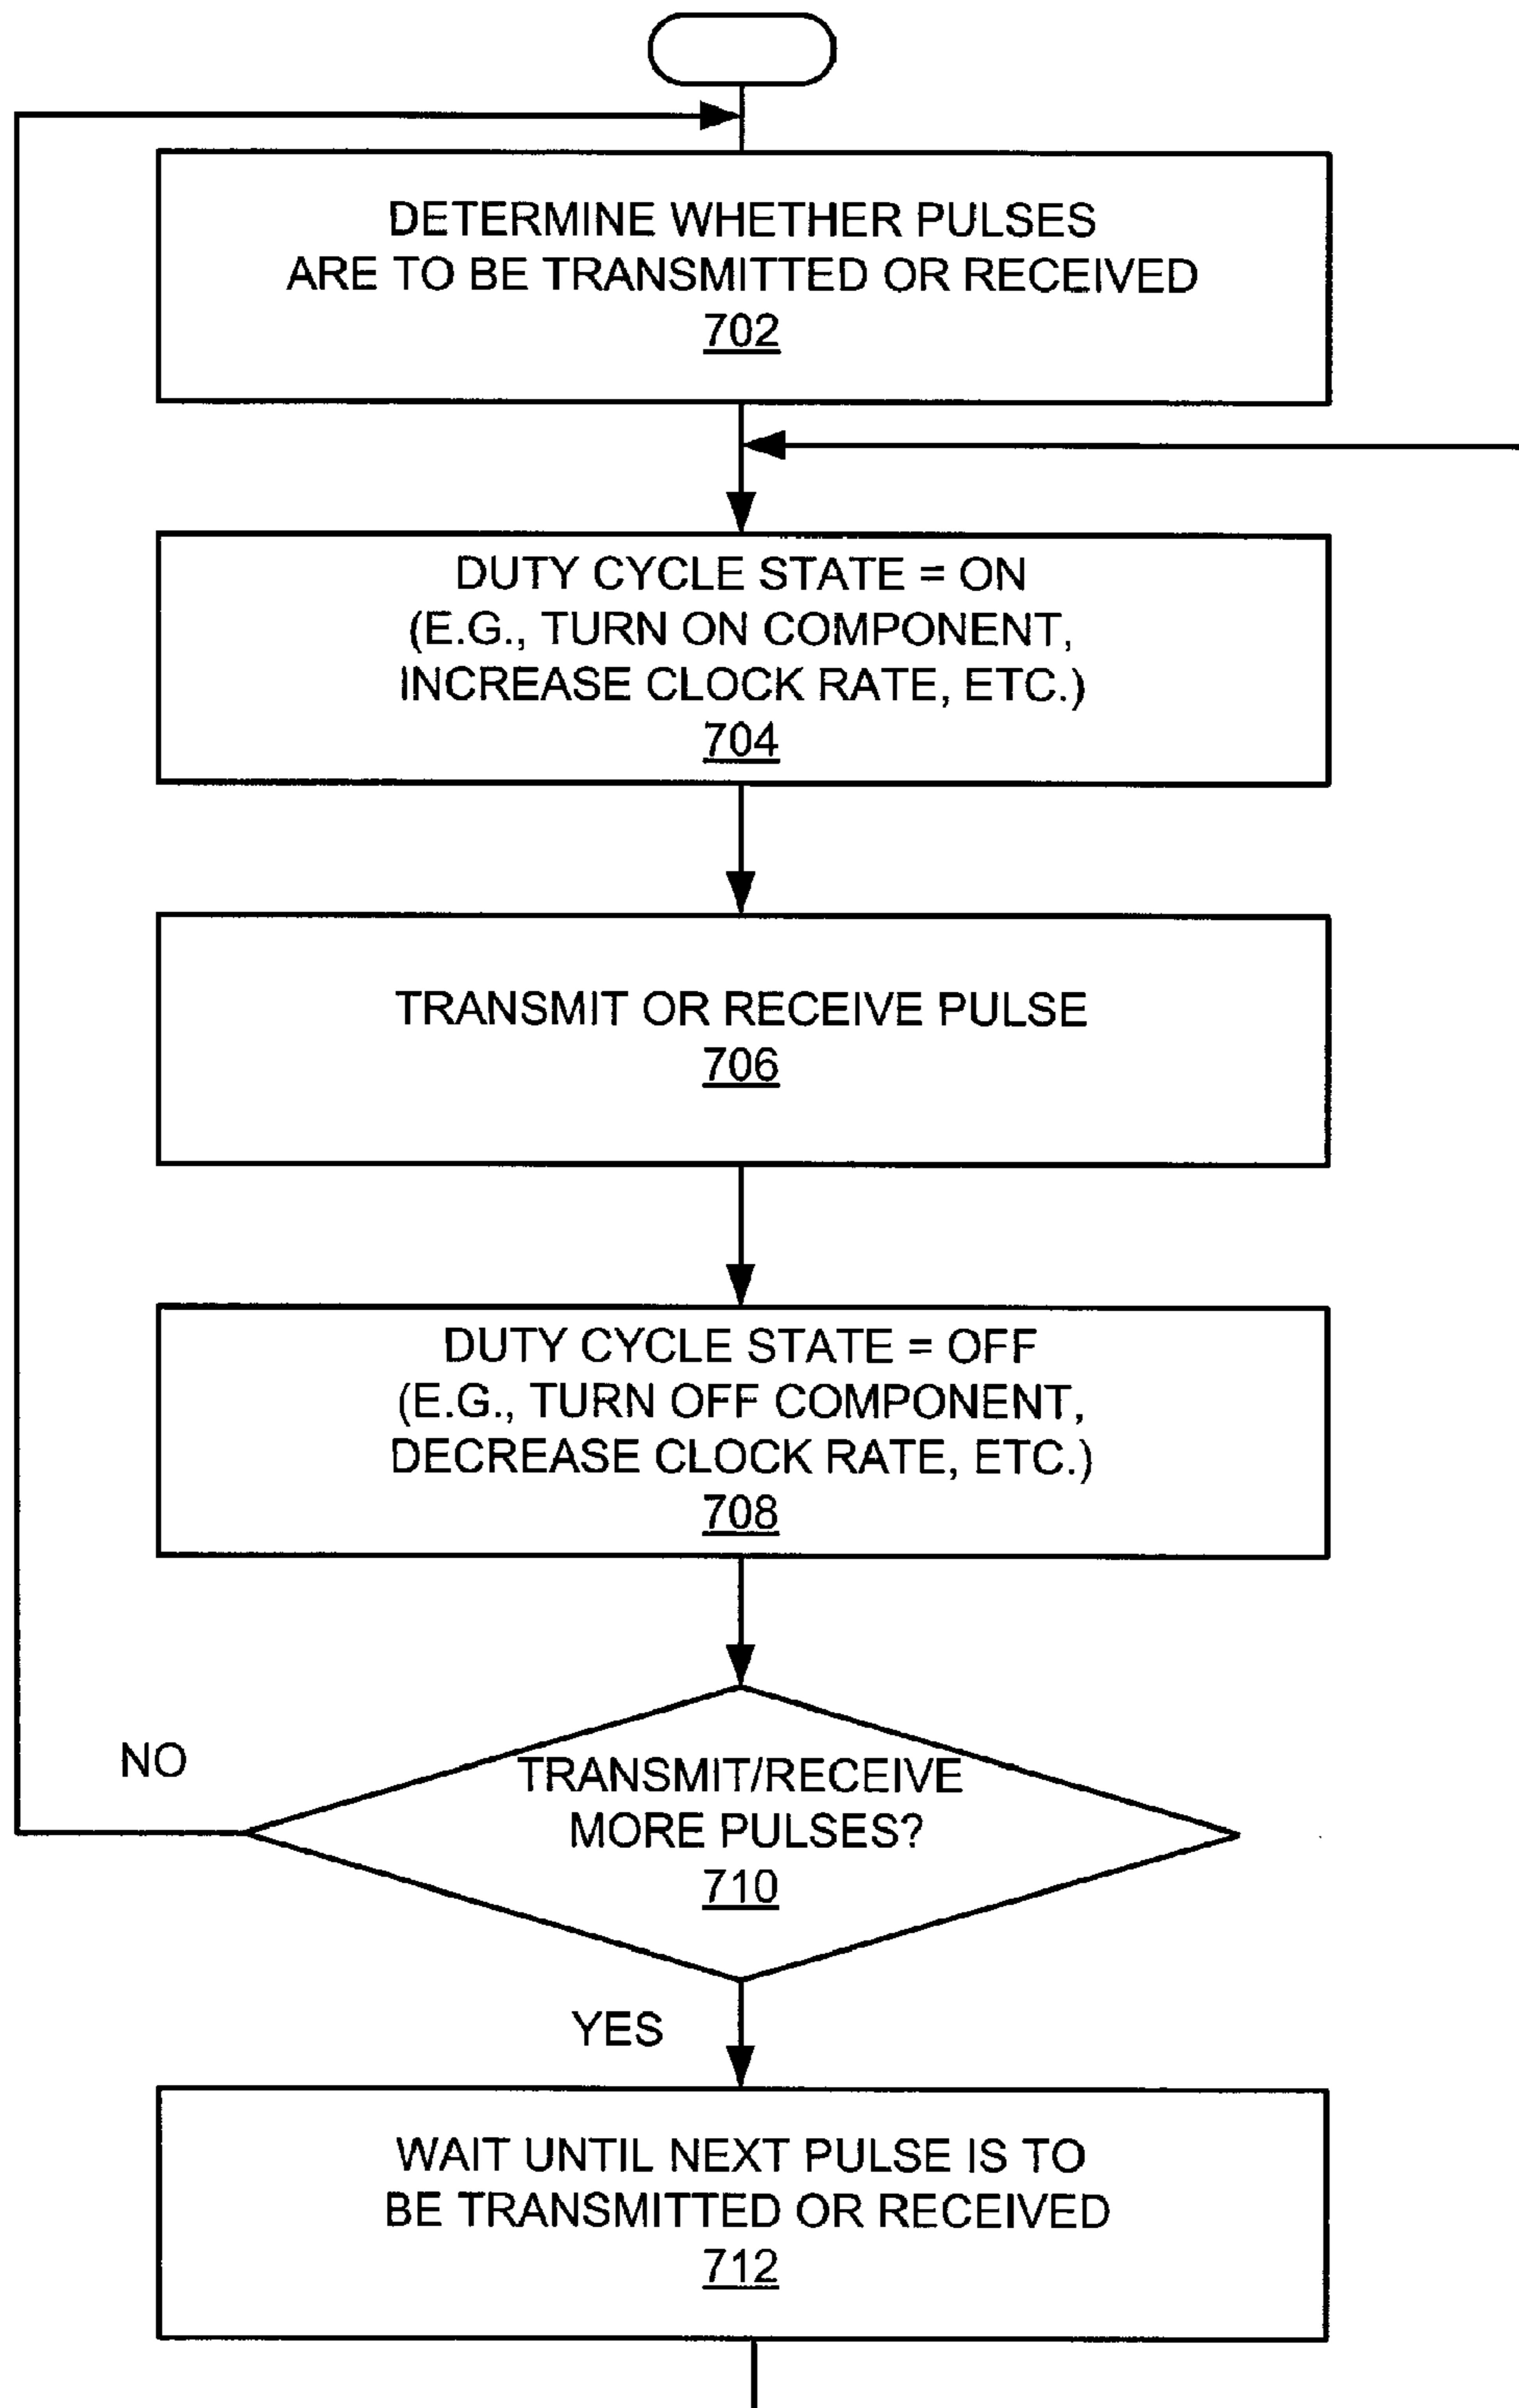 DETERMINE WHETHER PULSES
ARE TO BE TRANSMITTED OR RECEIVED
702
DUTY CYCLE STATE = ON
(E.G., TURN ON COMPONENT,
INCREASE CLOCK RATE, ETC.)
704
TRANSMIT OR RECEIVE PULSE
706
DUTY CYCLE STATE = OFF
(E.G., TURN OFF COMPONENT,
DECREASE CLOCK RATE, ETC.)
708
NO
TRANSMIT/RECEIVE
MORE PULSES?
710
YES
WAIT UNTIL NEXT PULSE IS TO
BE TRANSMITTED OR RECEIVED
712